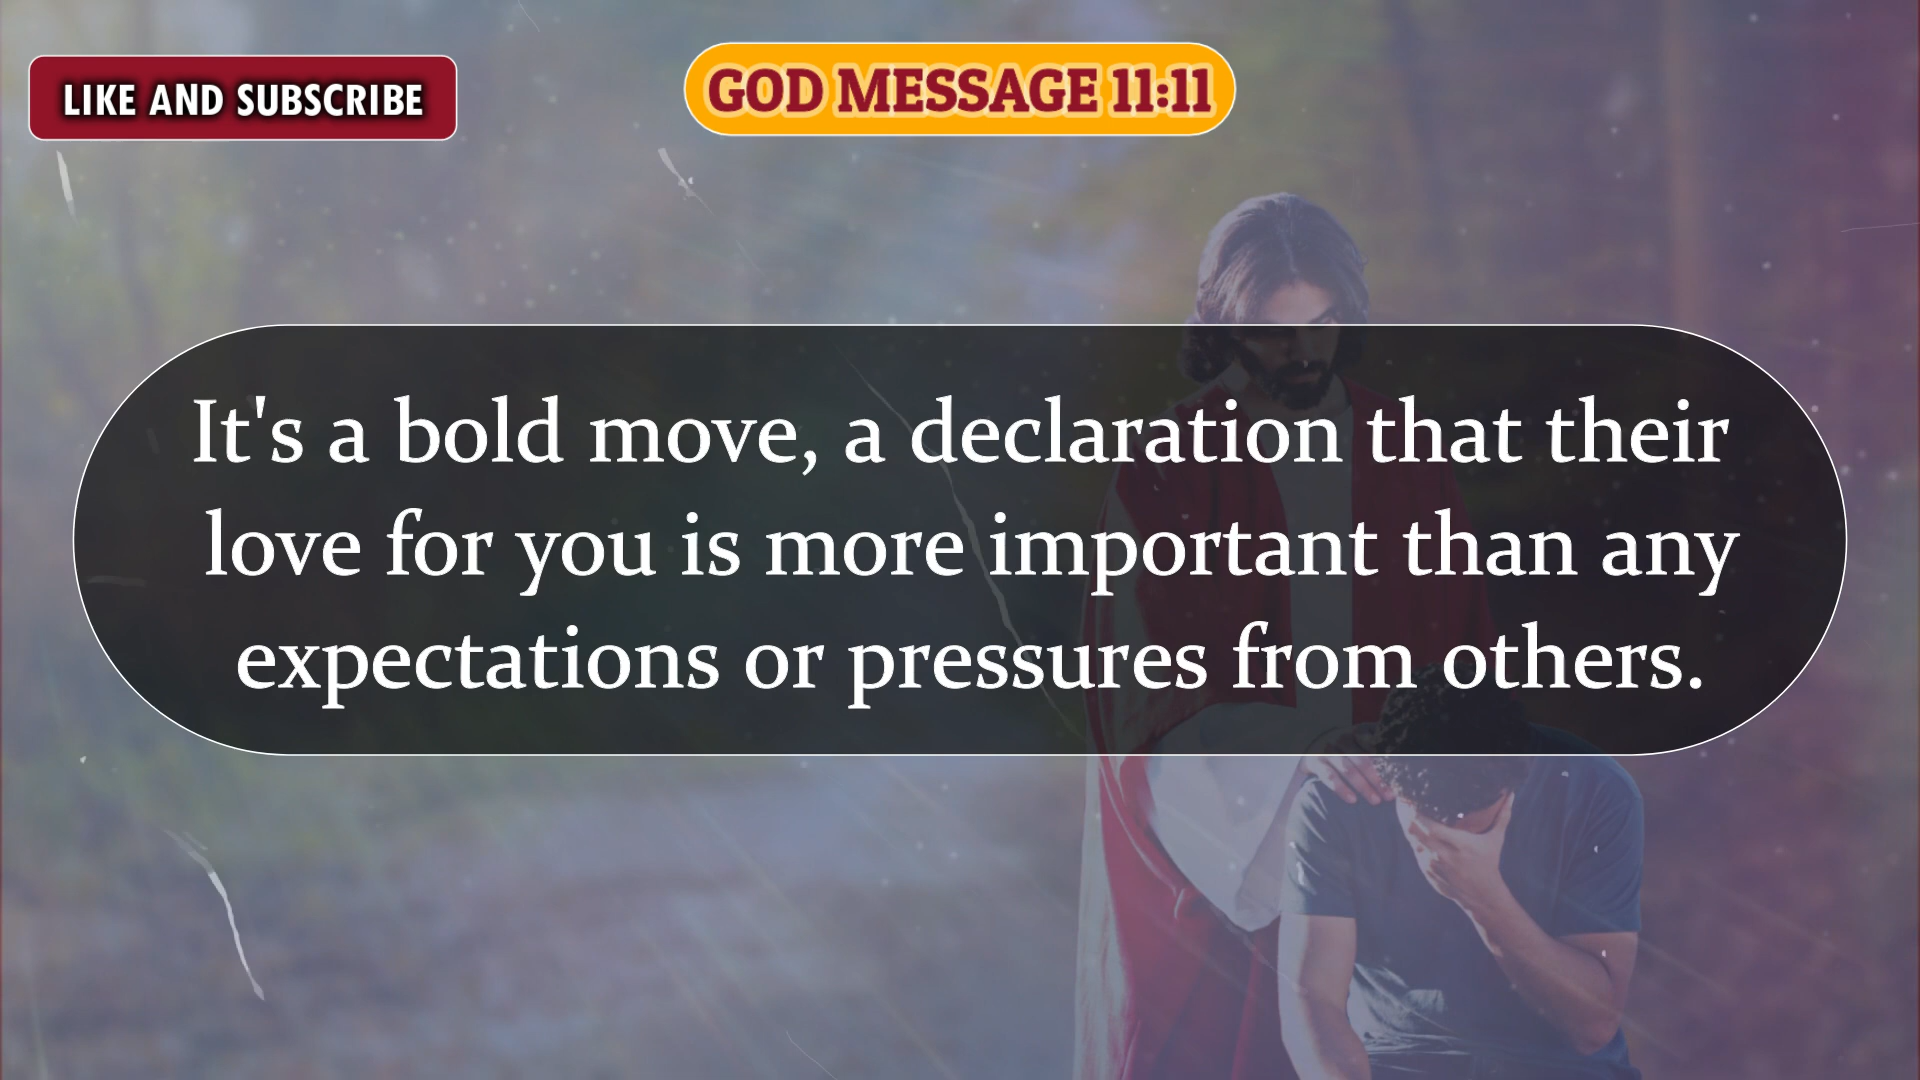 LIKE AND SUBSCRIBE
GOD MESSAGE 11:11
It's a bold move, a declaration that their
love for you is more important than any
expectations or pressures from others.